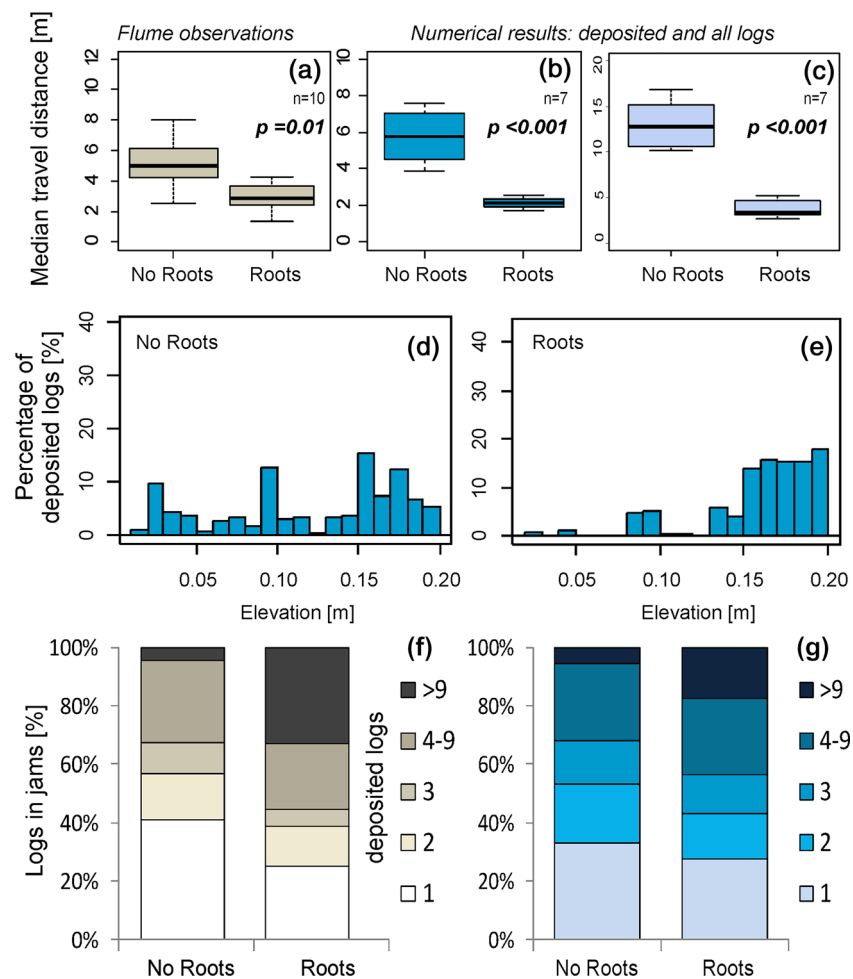 Flume observations
Numerical results: deposited and all logs
Median travel distance [m]
12
10
8
6
4
2
0
(a)
n=10
p =0.01
No Roots
Roots
10
8
6
4
2
0
(b)
n=7
p <0.001
No Roots
Roots
20
15
10
5
0
(c)
n=7
p <0.001
No Roots
Roots
Percentage of
deposited logs [%]
40
30
20
10
0
No Roots
(d)
0.05
0.10
0.15
0.20
Elevation [m]
40
30
20
10
0
Roots
(e)
0.05
0.10
0.15
0.20
Elevation [m]
Logs in jams [%]
100%
80%
60%
40%
20%
0%
(f)
>9
4-9
3
2
1
No Roots
Roots
deposited logs
100%
80%
60%
40%
20%
0%
(g)
>9
4-9
3
2
1
No Roots
Roots